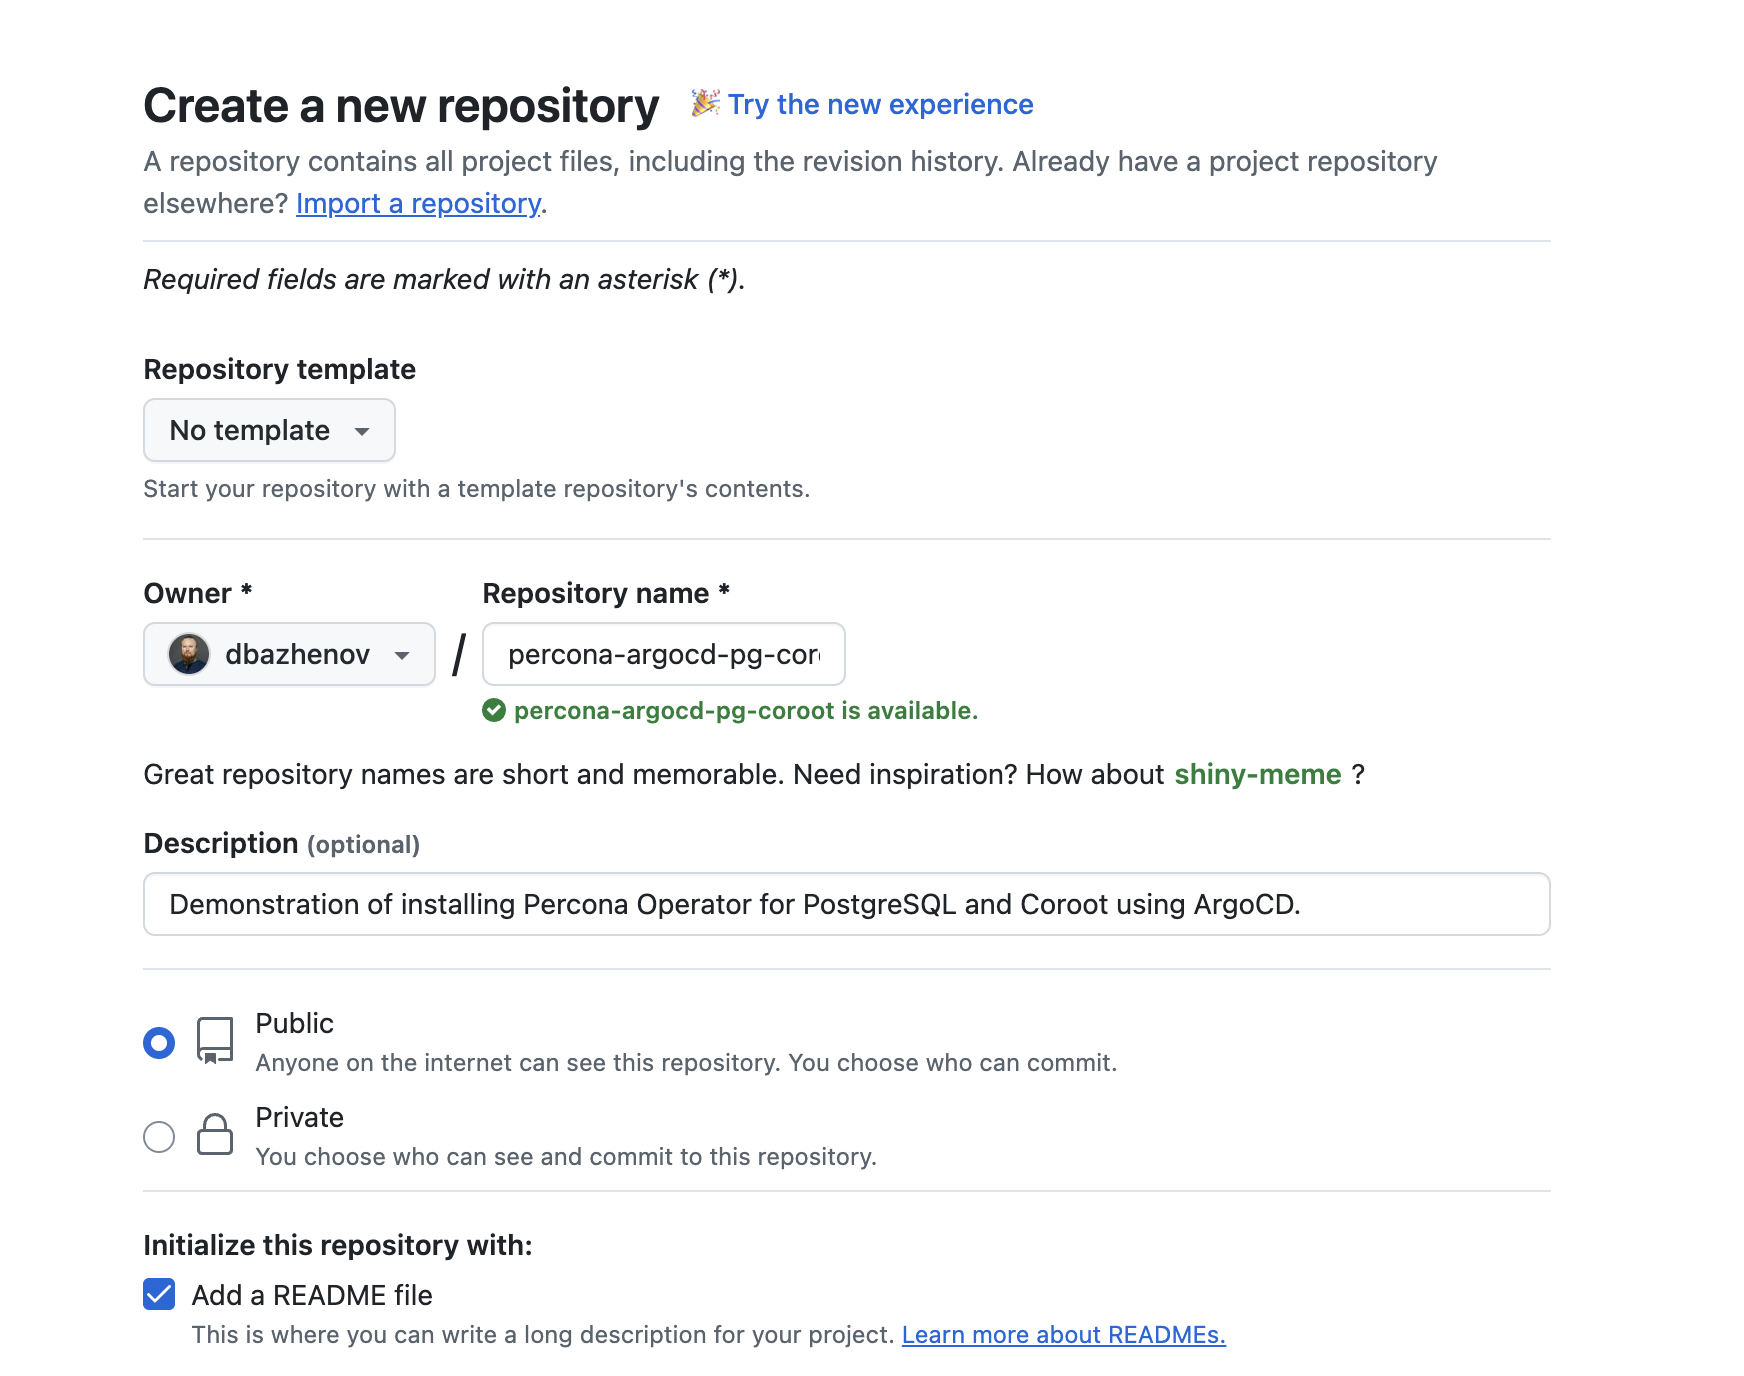 Create a new repository 🎉 Try the new experience
A repository contains all project files, including the revision history. Already have a project repository
elsewhere? Import a repository.
Required fields are marked with an asterisk (*).
Repository template
No template
Start your repository with a template repository's contents.
Owner * Repository name *
dbazhenov / percona-argocd-pg-cor
percona-argocd-pg-coroot is available.
Great repository names are short and memorable. Need inspiration? How about shiny-meme ?
Description (optional)
Demonstration of installing Percona Operator for PostgreSQL and Coroot using ArgoCD.
Public
Anyone on the internet can see this repository. You choose who can commit.
Private
You choose who can see and commit to this repository.
Initialize this repository with:
Add a README file
This is where you can write a long description for your project. Learn more about READMEs.